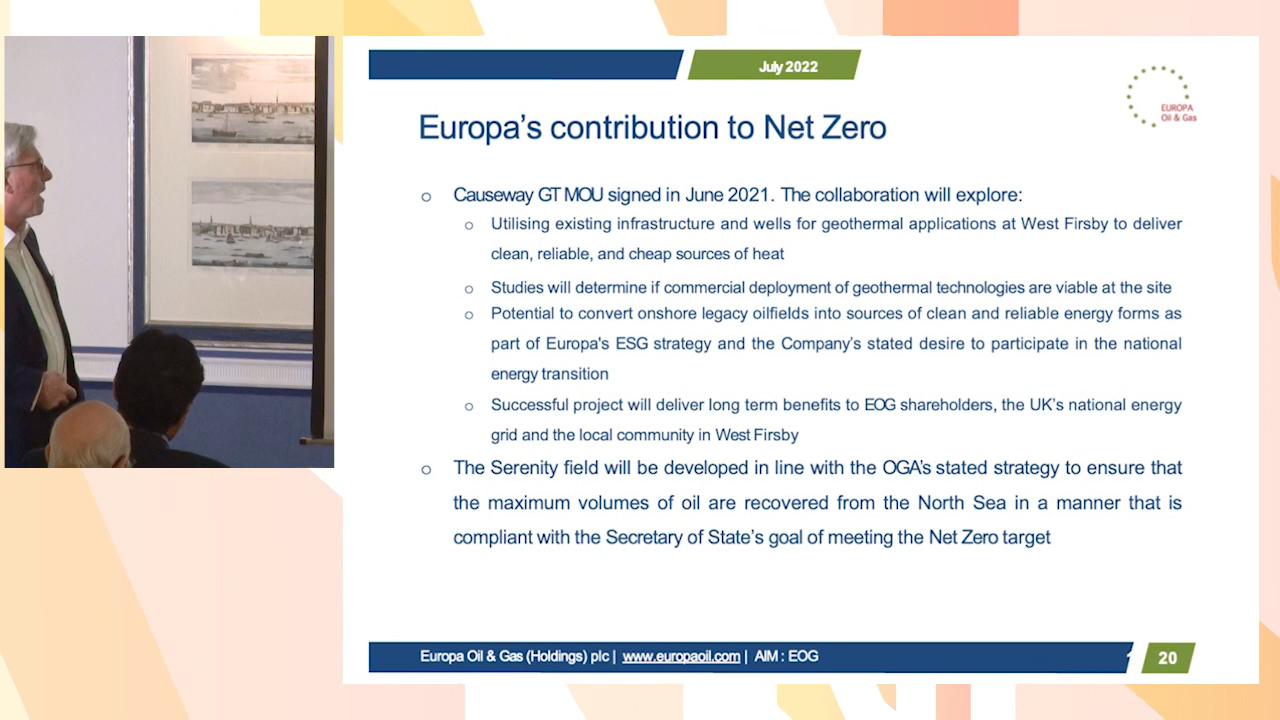 July 2022
EUROPA
Oil & Gas
Europa's contribution to Net Zero
o Causeway GT MOU signed in June 2021. The collaboration will explore:
o Utilising existing infrastructure and wells for geothermal applications at West Firsby to deliver
clean, reliable, and cheap sources of heat
o Studies will determine if commercial deployment of geothermal technologies are viable at the site
o Potential to convert onshore legacy oilfields into sources of clean and reliable energy forms as
part of Europa's ESG strategy and the Company's stated desire to participate in the national
energy transition
o Successful project will deliver long term benefits to EOG shareholders, the UK's national energy
grid and the local community in West Firsby
o The Serenity field will be developed in line with the OGA's stated strategy to ensure that
the maximum volumes of oil are recovered from the North Sea in a manner that is
compliant with the Secretary of State's goal of meeting the Net Zero target
Europa Oil & Gas (Holdings) plc | www.europaoil.com | AIM : EOG
20